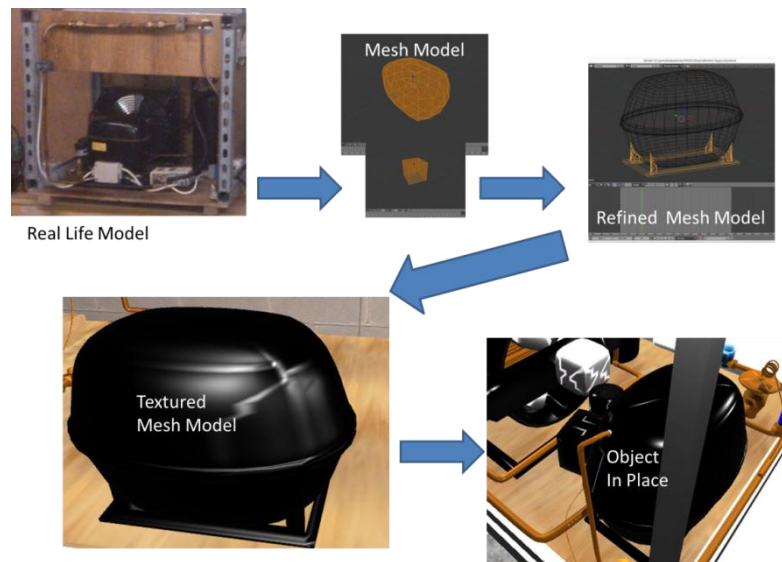 Mesh Model
Real Life Model
Refined Mesh Model
Textured
Mesh Model
Object
In Place